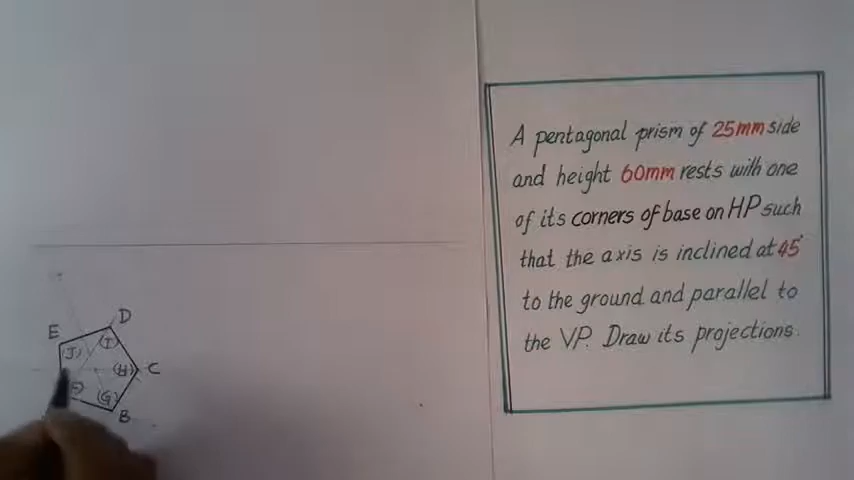 A pentagonal prism of 25mm side
and height 60mm rests with one
of its corners of base on HP such
that the axis is inclined at 45°
to the ground and parallel to
the VP. Draw its projections.
D
E
(I)
(J)
(H) C
(G)
B